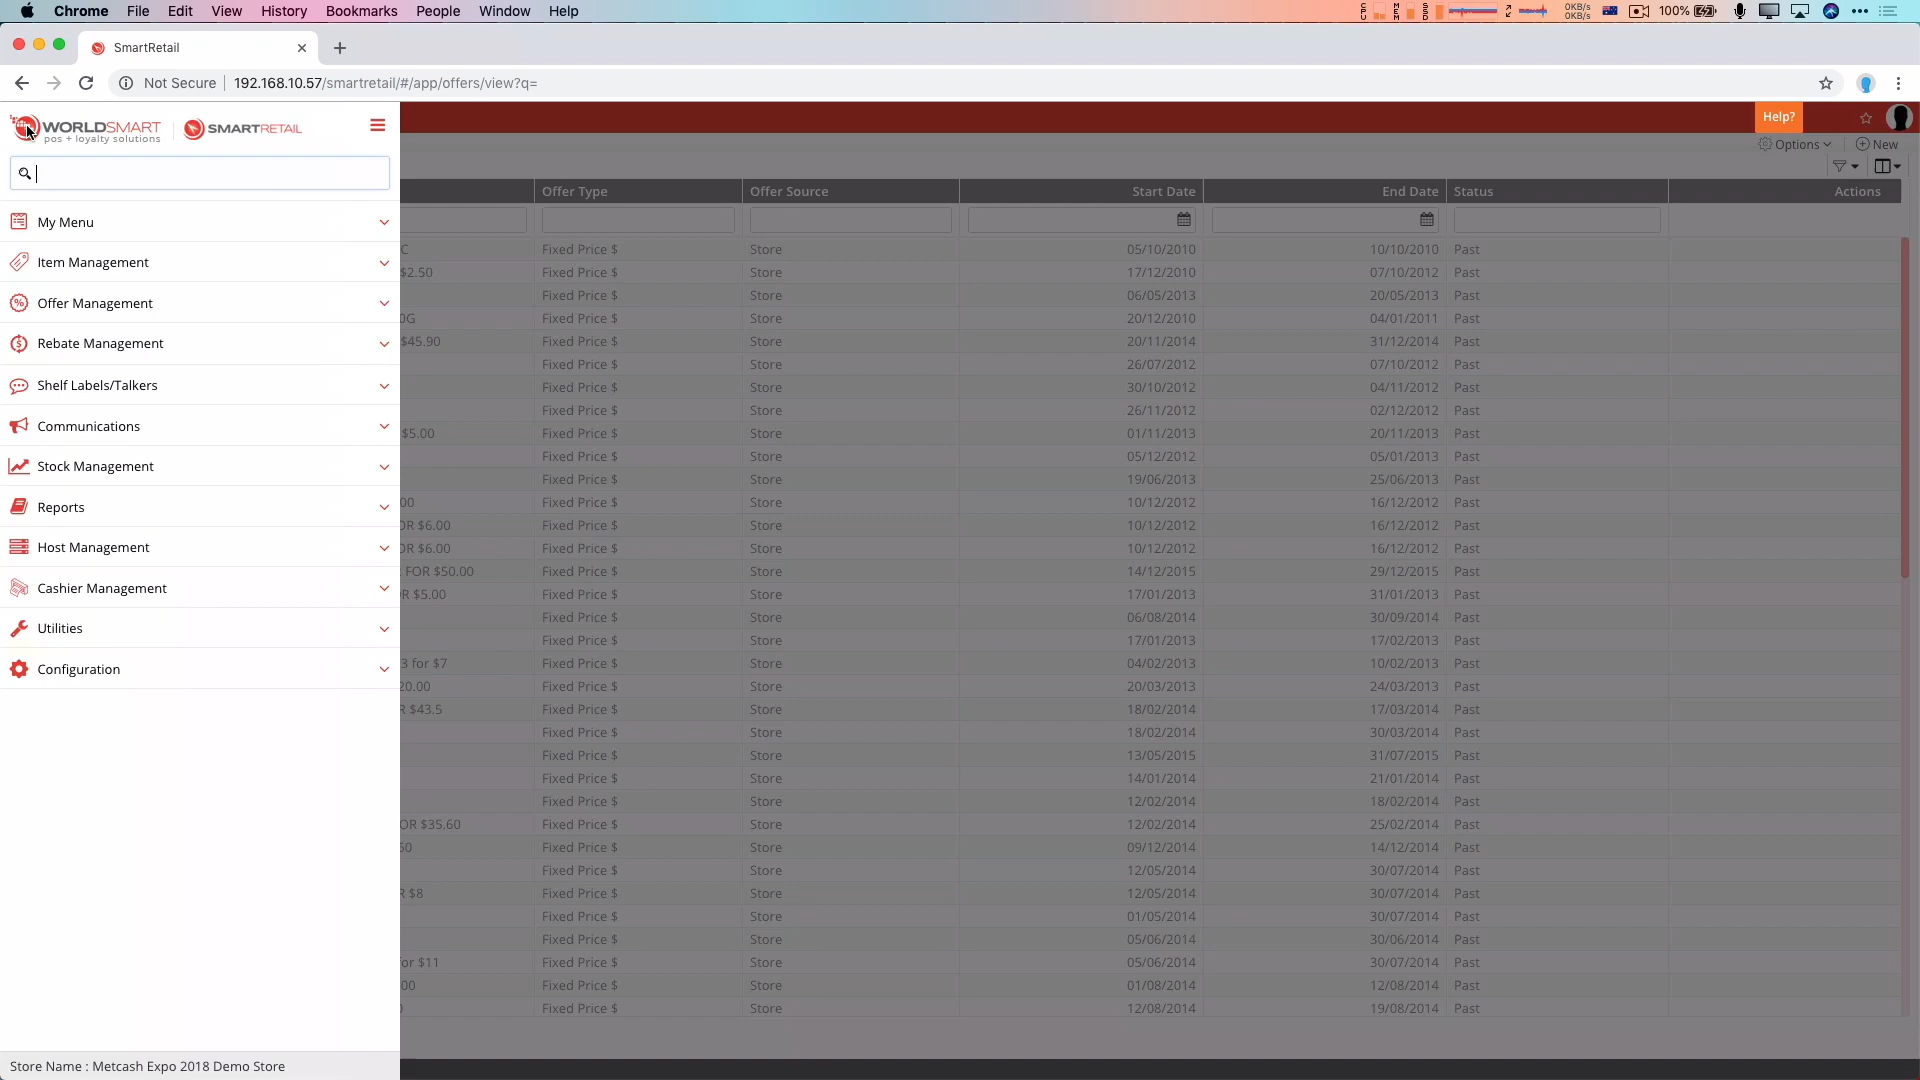 Chrome File Edit View History Bookmarks People Window Help CPU MEM SSD 0KB/s 0KB/s 100%
SmartRetail
Not Secure 192.168.10.57/smartretail/#/app/offers/view?q=
WORLDSMART SMARTRETAIL Help?
pos + loyalty solutions
Options New
Offer Type Offer Source Start Date End Date Status Actions
My Menu
Item Management
Offer Management
Rebate Management
Shelf Labels/Talkers
Communications
Stock Management
Reports
Host Management
Cashier Management
Utilities
Configuration
C Fixed Price $ Store 05/10/2010 10/10/2010 Past
$2.50 Fixed Price $ Store 17/12/2010 07/10/2012 Past
Fixed Price $ Store 06/05/2013 20/05/2013 Past
0G Fixed Price $ Store 20/12/2010 04/01/2011 Past
$45.90 Fixed Price $ Store 20/11/2014 31/12/2014 Past
Fixed Price $ Store 26/07/2012 07/10/2012 Past
Fixed Price $ Store 30/10/2012 04/11/2012 Past
Fixed Price $ Store 26/11/2012 02/12/2012 Past
$5.00 Fixed Price $ Store 01/11/2013 20/11/2013 Past
Fixed Price $ Store 05/12/2012 05/01/2013 Past
Fixed Price $ Store 19/06/2013 25/06/2013 Past
00 Fixed Price $ Store 10/12/2012 16/12/2012 Past
OR $6.00 Fixed Price $ Store 10/12/2012 16/12/2012 Past
OR $6.00 Fixed Price $ Store 10/12/2012 16/12/2012 Past
FOR $50.00 Fixed Price $ Store 14/12/2015 29/12/2015 Past
R $5.00 Fixed Price $ Store 17/01/2013 31/01/2013 Past
Fixed Price $ Store 06/08/2014 30/09/2014 Past
Fixed Price $ Store 17/01/2013 17/02/2013 Past
3 for $7 Fixed Price $ Store 04/02/2013 10/02/2013 Past
20.00 Fixed Price $ Store 20/03/2013 24/03/2013 Past
R $43.5 Fixed Price $ Store 18/02/2014 17/03/2014 Past
Fixed Price $ Store 18/02/2014 30/03/2014 Past
Fixed Price $ Store 13/05/2015 31/07/2015 Past
Fixed Price $ Store 14/01/2014 21/01/2014 Past
Fixed Price $ Store 12/02/2014 18/02/2014 Past
OR $35.60 Fixed Price $ Store 12/02/2014 25/02/2014 Past
50 Fixed Price $ Store 09/12/2014 14/12/2014 Past
Fixed Price $ Store 12/05/2014 30/07/2014 Past
R $8 Fixed Price $ Store 12/05/2014 30/07/2014 Past
Fixed Price $ Store 01/05/2014 30/07/2014 Past
Fixed Price $ Store 05/06/2014 30/06/2014 Past
for $11 Fixed Price $ Store 05/06/2014 30/07/2014 Past
00 Fixed Price $ Store 01/08/2014 12/08/2014 Past
Fixed Price $ Store 12/08/2014 19/08/2014 Past
Store Name : Metcash Expo 2018 Demo Store